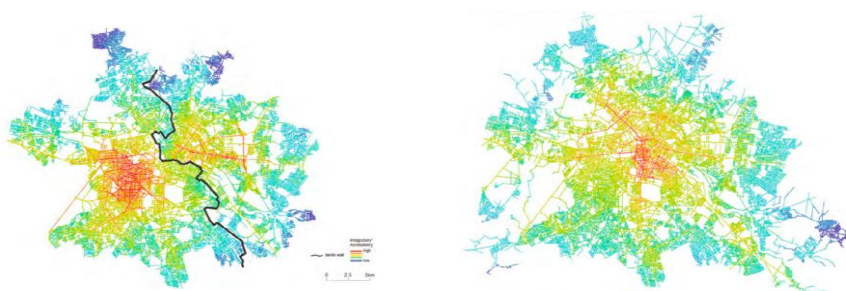 Integration/
Accessibility
high
low
berlin wall
0 2.5 5km